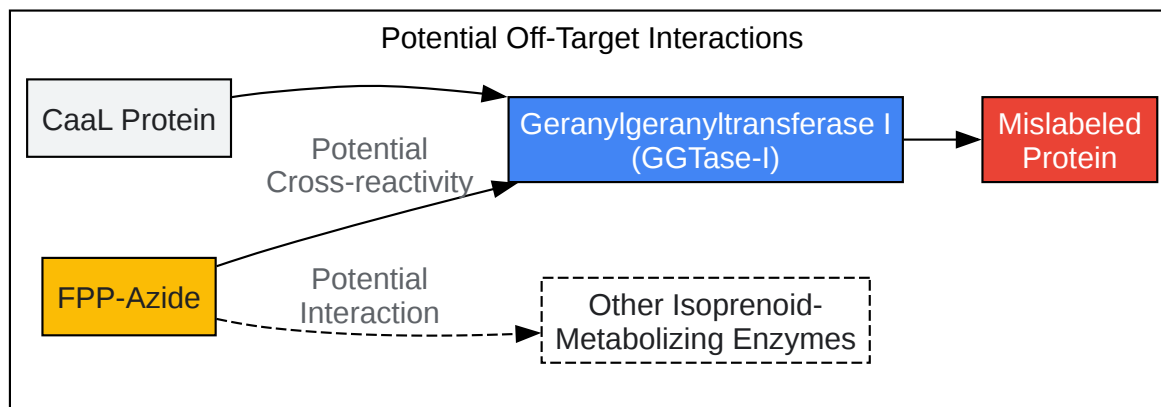 Potential Off-Target Interactions
CaaL Protein
Geranylgeranyltransferase I
(GGTase-I)
Mislabeled
Protein
Potential
Cross-reactivity
FPP-Azide
Potential
Interaction
Other Isoprenoid-
Metabolizing Enzymes